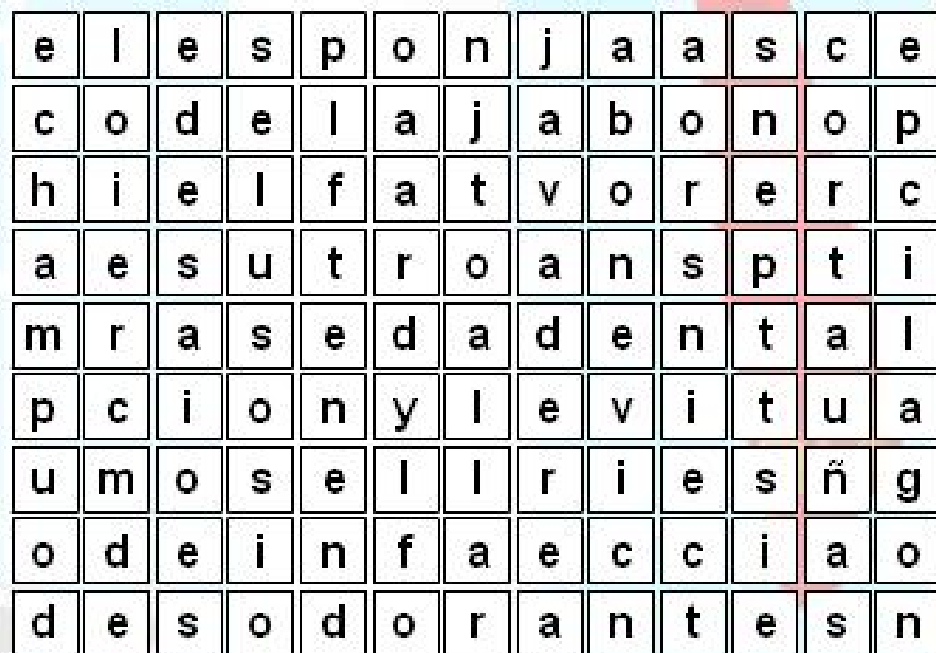 e l e s p o n j a a s c e
c o d e l a j a b o n o p
h i e l f a t v o r e r c
a e s u t r o a n s p t i
m r a s e d a d e n t a l
p c i o n y l e v i t u a
u m o s e l l r i e s ñ g
o d e i n f a e c c i a o
d e s o d o r a n t e s n